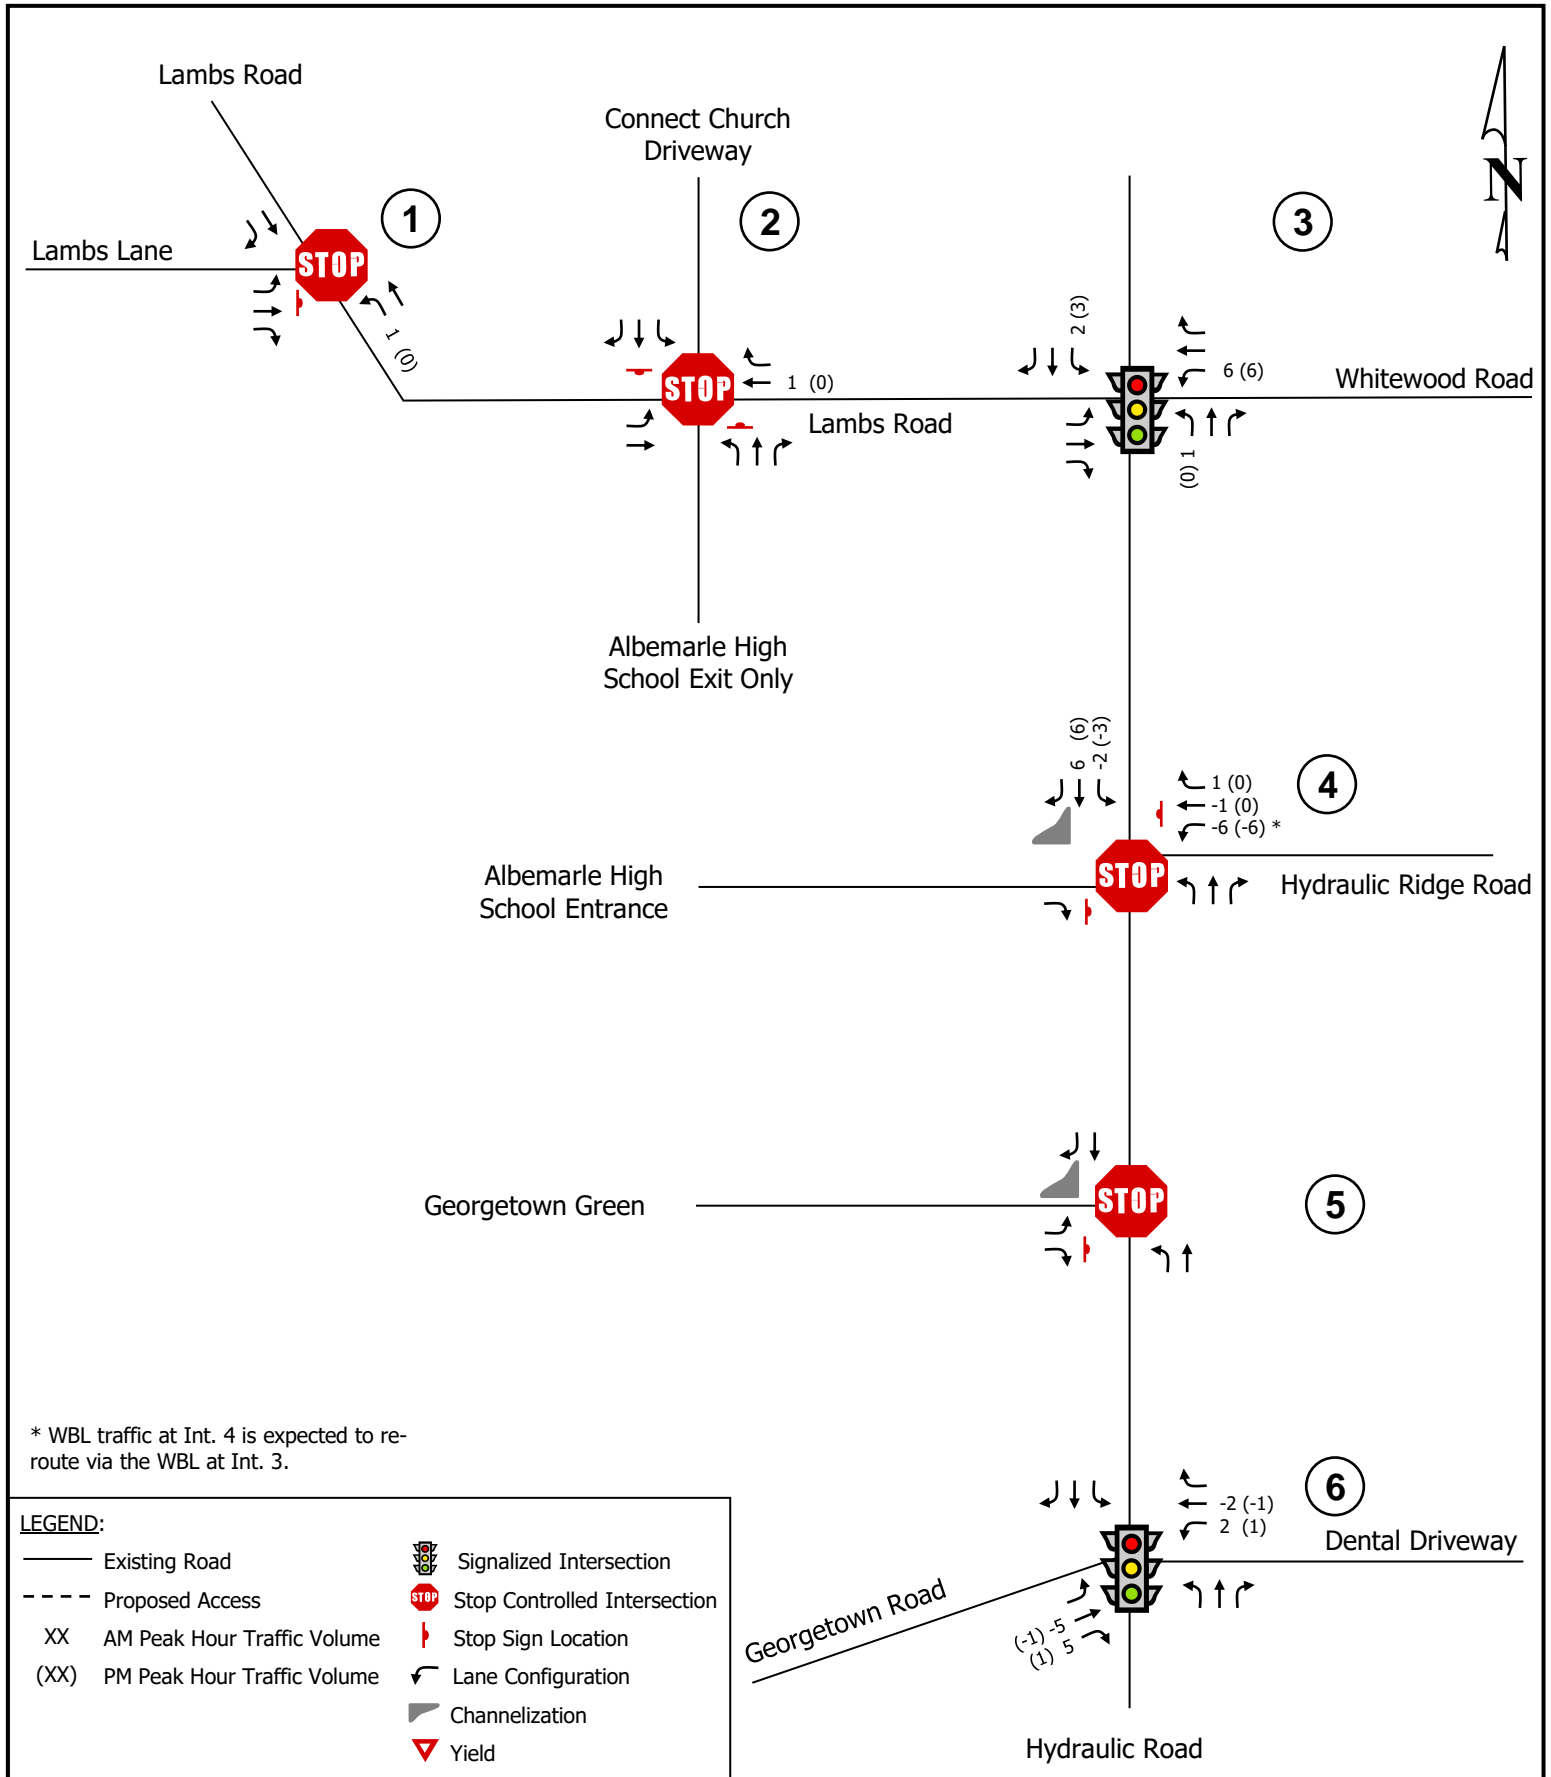 Lambs Road
Connect Church
Driveway
N
1
2
3
Lambs Lane
STOP
1 (0)
2 (3)
6 (6)
Whitewood Road
STOP
1 (0)
Lambs Road
(0) 1
Albemarle High
School Exit Only
6 (6)
-2 (-3)
1 (0)
-1 (0)
-6 (-6) *
4
Albemarle High
School Entrance
STOP
Hydraulic Ridge Road
Georgetown Green
STOP
5
* WBL traffic at Int. 4 is expected to re-
route via the WBL at Int. 3.
6
-2 (-1)
2 (1)
Dental Driveway
Georgetown Road
(-1) -5
(1) 5
Hydraulic Road
LEGEND:
Existing Road
Proposed Access
XX AM Peak Hour Traffic Volume
(XX) PM Peak Hour Traffic Volume
Signalized Intersection
STOP Stop Controlled Intersection
Stop Sign Location
Lane Configuration
Channelization
Yield